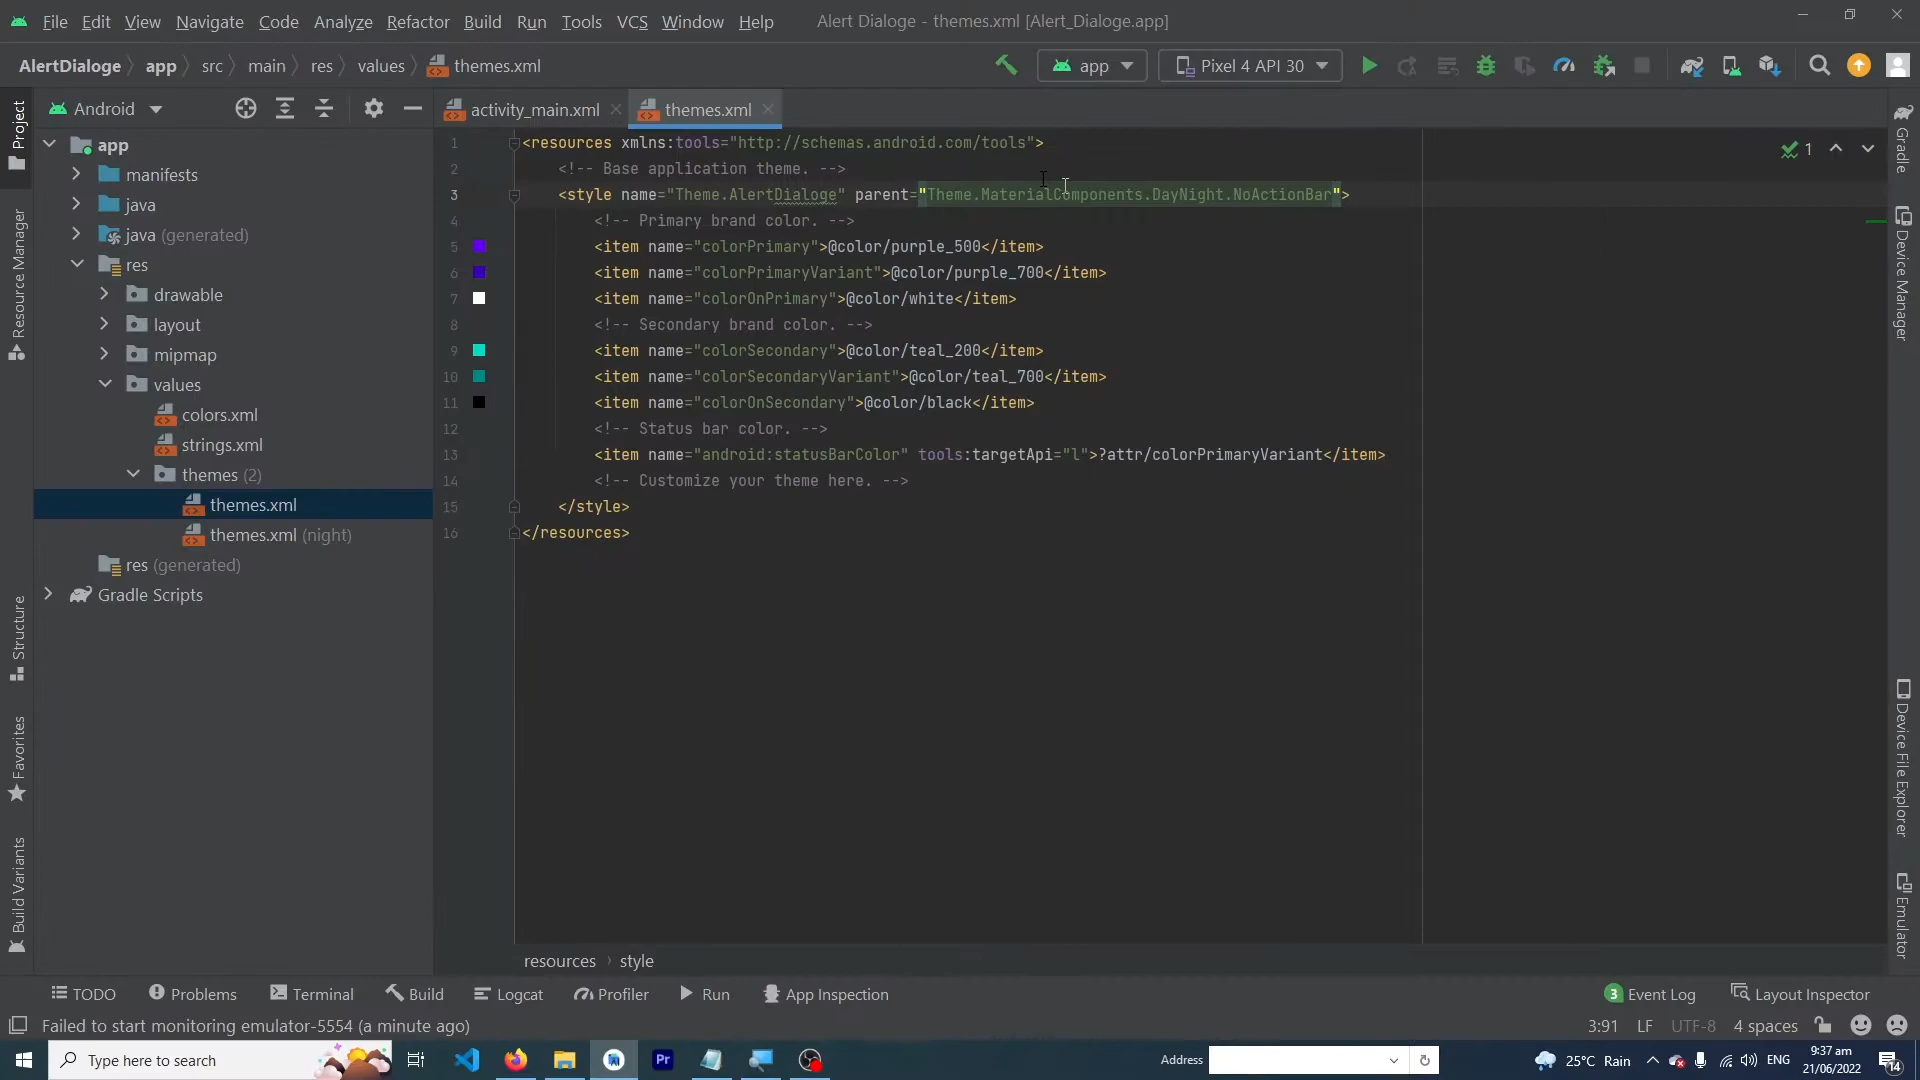 File Edit View Navigate Code Analyze Refactor Build Run Tools VCS Window Help Alert Dialoge - themes.xml [Alert_Dialoge.app]
AlertDialoge app src main res values themes.xml app Pixel 4 API 30
Android activity_main.xml themes.xml
Project
Resource Manager
Structure
Favorites
Build Variants
app
manifests
java
java (generated)
res
drawable
layout
mipmap
values
colors.xml
strings.xml
themes (2)
themes.xml
themes.xml (night)
res (generated)
Gradle Scripts
1 <resources xmlns:tools="http://schemas.android.com/tools">
2 <!-- Base application theme. -->
3 <style name="Theme.AlertDialoge" parent="Theme.MaterialComponents.DayNight.NoActionBar">
4 <!-- Primary brand color. -->
5 <item name="colorPrimary">@color/purple_500</item>
6 <item name="colorPrimaryVariant">@color/purple_700</item>
7 <item name="colorOnPrimary">@color/white</item>
8 <!-- Secondary brand color. -->
9 <item name="colorSecondary">@color/teal_200</item>
10 <item name="colorSecondaryVariant">@color/teal_700</item>
11 <item name="colorOnSecondary">@color/black</item>
12 <!-- Status bar color. -->
13 <item name="android:statusBarColor" tools:targetApi="l">?attr/colorPrimaryVariant</item>
14 <!-- Customize your theme here. -->
15 </style>
16 </resources>
1
Gradle
Device Manager
Device File Explorer
Emulator
resources style
TODO Problems Terminal Build Logcat Profiler Run App Inspection 3 Event Log Layout Inspector
Failed to start monitoring emulator-5554 (a minute ago) 3:91 LF UTF-8 4 spaces
Type here to search Pr Address 25°C Rain ENG 9:37 am
21/06/2022 14